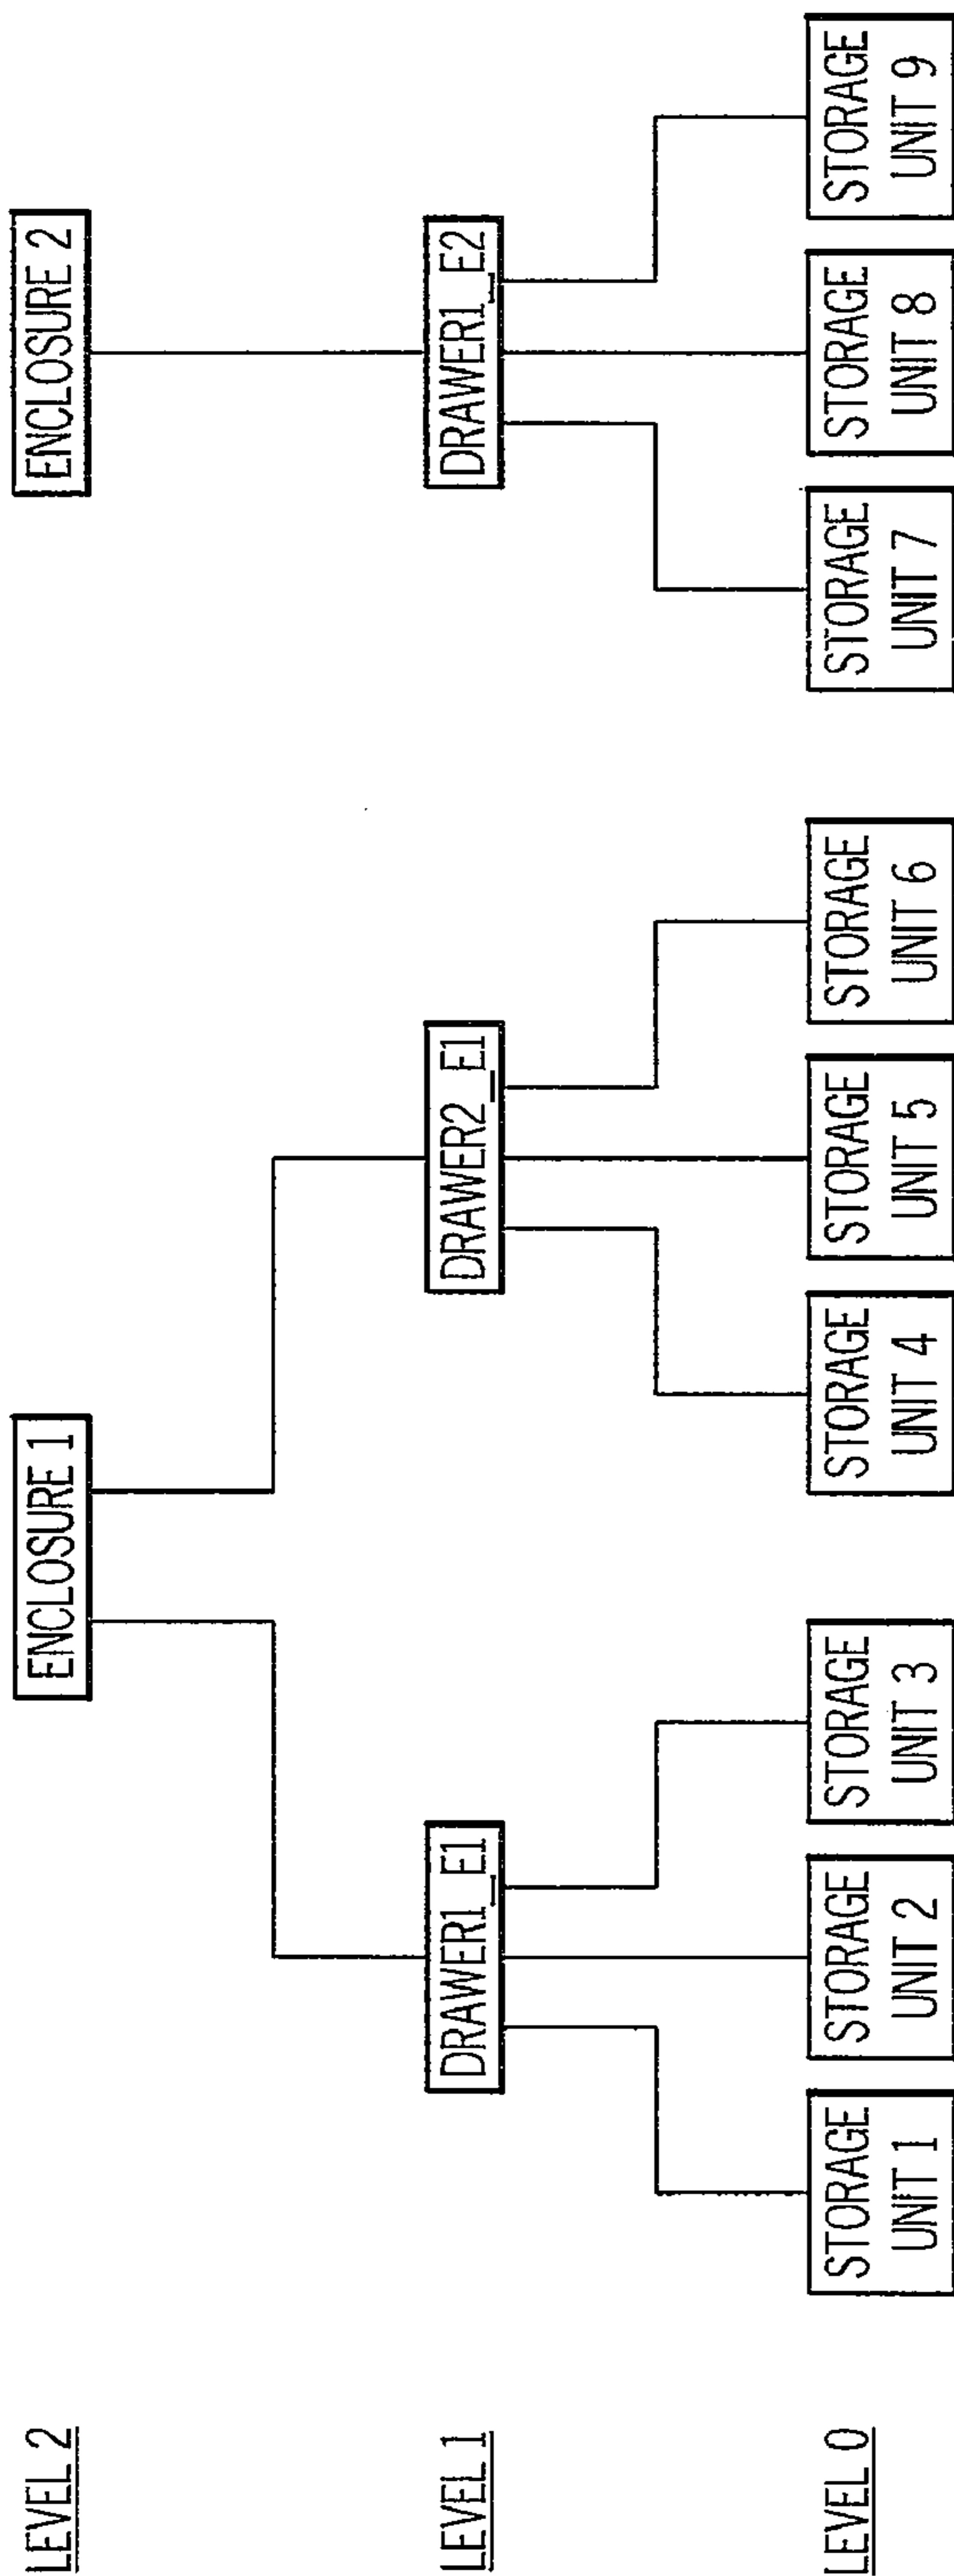 LEVEL 2
ENCLOSURE 1
ENCLOSURE 2
LEVEL 1
DRAWER1_E1
DRAWER2_E1
DRAWER1_E2
LEVEL 0
STORAGE
UNIT 1
STORAGE
UNIT 2
STORAGE
UNIT 3
STORAGE
UNIT 4
STORAGE
UNIT 5
STORAGE
UNIT 6
STORAGE
UNIT 7
STORAGE
UNIT 8
STORAGE
UNIT 9